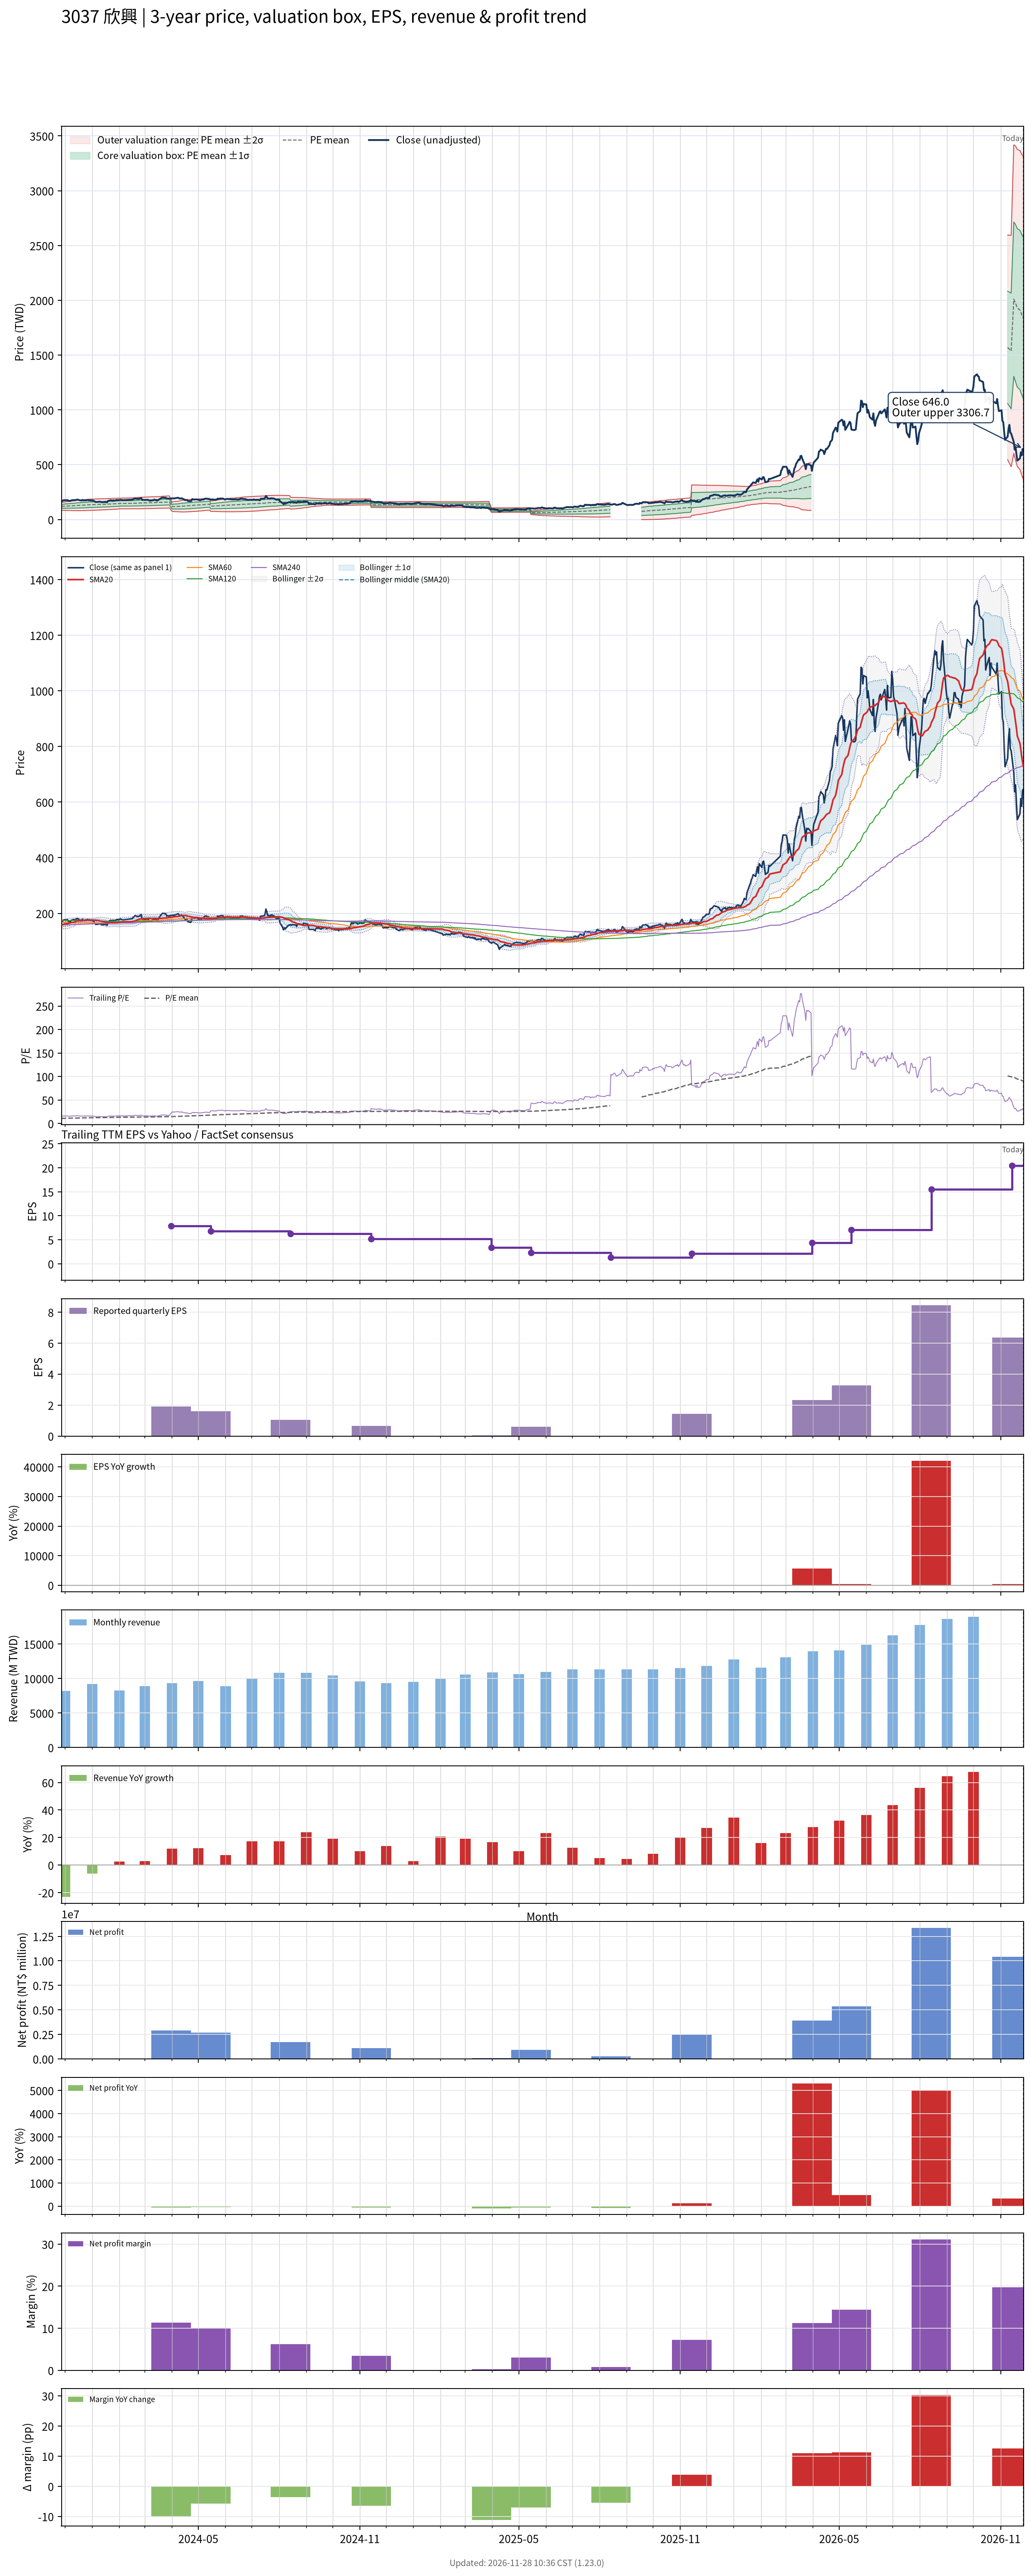 3037 欣興 | 3-year price, valuation box, EPS, revenue & profit trend
Outer valuation range: PE mean ±2σ
PE mean
Close (unadjusted)
Core valuation box: PE mean ±1σ
Today
3500
3000
2500
2000
1500
1000
500
0
Price (TWD)
Close 646.0
Outer upper 3306.7
Close (same as panel 1)
SMA20
SMA60
SMA120
SMA240
Bollinger ±2σ
Bollinger ±1σ
Bollinger middle (SMA20)
1400
1200
1000
800
600
400
200
Price
Trailing P/E
P/E mean
250
200
150
100
50
0
P/E
Trailing TTM EPS vs Yahoo / FactSet consensus
Today
25
20
15
10
5
0
EPS
Reported quarterly EPS
8
6
4
2
0
EPS
EPS YoY growth
40000
30000
20000
10000
0
YoY (%)
Monthly revenue
15000
10000
5000
0
Revenue (M TWD)
Revenue YoY growth
60
40
20
0
-20
YoY (%)
Month
1e7
Net profit
1.25
1.00
0.75
0.50
0.25
0.00
Net profit (NT$ million)
Net profit YoY
5000
4000
3000
2000
1000
0
YoY (%)
Net profit margin
30
20
10
0
Margin (%)
Margin YoY change
30
20
10
0
-10
Δ margin (pp)
2024-05
2024-11
2025-05
2025-11
2026-05
2026-11
Updated: 2026-11-28 10:36 CST (1.23.0)